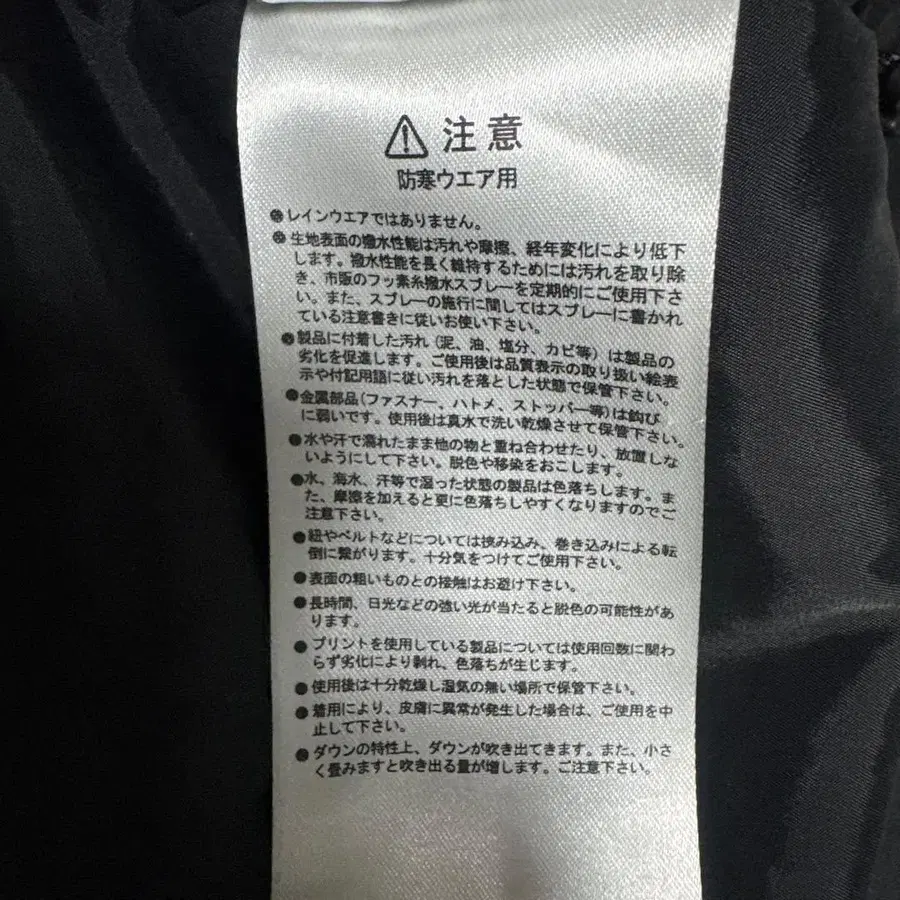 ⚠ 注意
防寒ウエア用
●レインウエアではありません。
●生地表面の撥水性能は汚れや摩擦、経年変化により低下
します。撥水性能を長く維持するためには汚れを取り除
き、市販のフッ素糸撥水スプレーを定期的にご使用下さ
い。また、スプレーの施行に関してはスプレーに書かれ
ている注意書きに従いお使い下さい。
●製品に付着した汚れ(泥、油、塩分、カビ等)は製品の
劣化を促進します。ご使用後は品質表示の取り扱い絵表
示や付記用語に従い汚れを落とした状態で保管下さい。
●金属部品(ファスナー、ハトメ、ストッパー等)は錆び
に弱いです。使用後は真水で洗い乾燥させて保管下さい。
●水や汗で濡れたまま他の物と重ね合わせたり、放置しな
いようにして下さい。脱色や移染をおこします。
●水、海水、汗等で湿った状態の製品は色落ちします。ま
た、摩擦を加えると更に色落ちしやすくなりますのでご
注意下さい。
●紐やベルトなどについては挟み込み、巻き込みによる転
倒に繋がります。十分気をつけてご使用下さい。
●表面の粗いものとの接触はお避け下さい。
●長時間、日光などの強い光が当たると脱色の可能性があ
ります。
●プリントを使用している製品については使用回数に関わ
らず劣化により剥れ、色落ちが生じます。
●使用後は十分乾燥し湿気の無い場所で保管下さい。
●着用により、皮膚に異常が発生した場合は、ご使用を中
止して下さい。
●ダウンの特性上、ダウンが吹き出てきます。また、小さ
く畳みますと吹き出る量が増します。ご注意下さい。